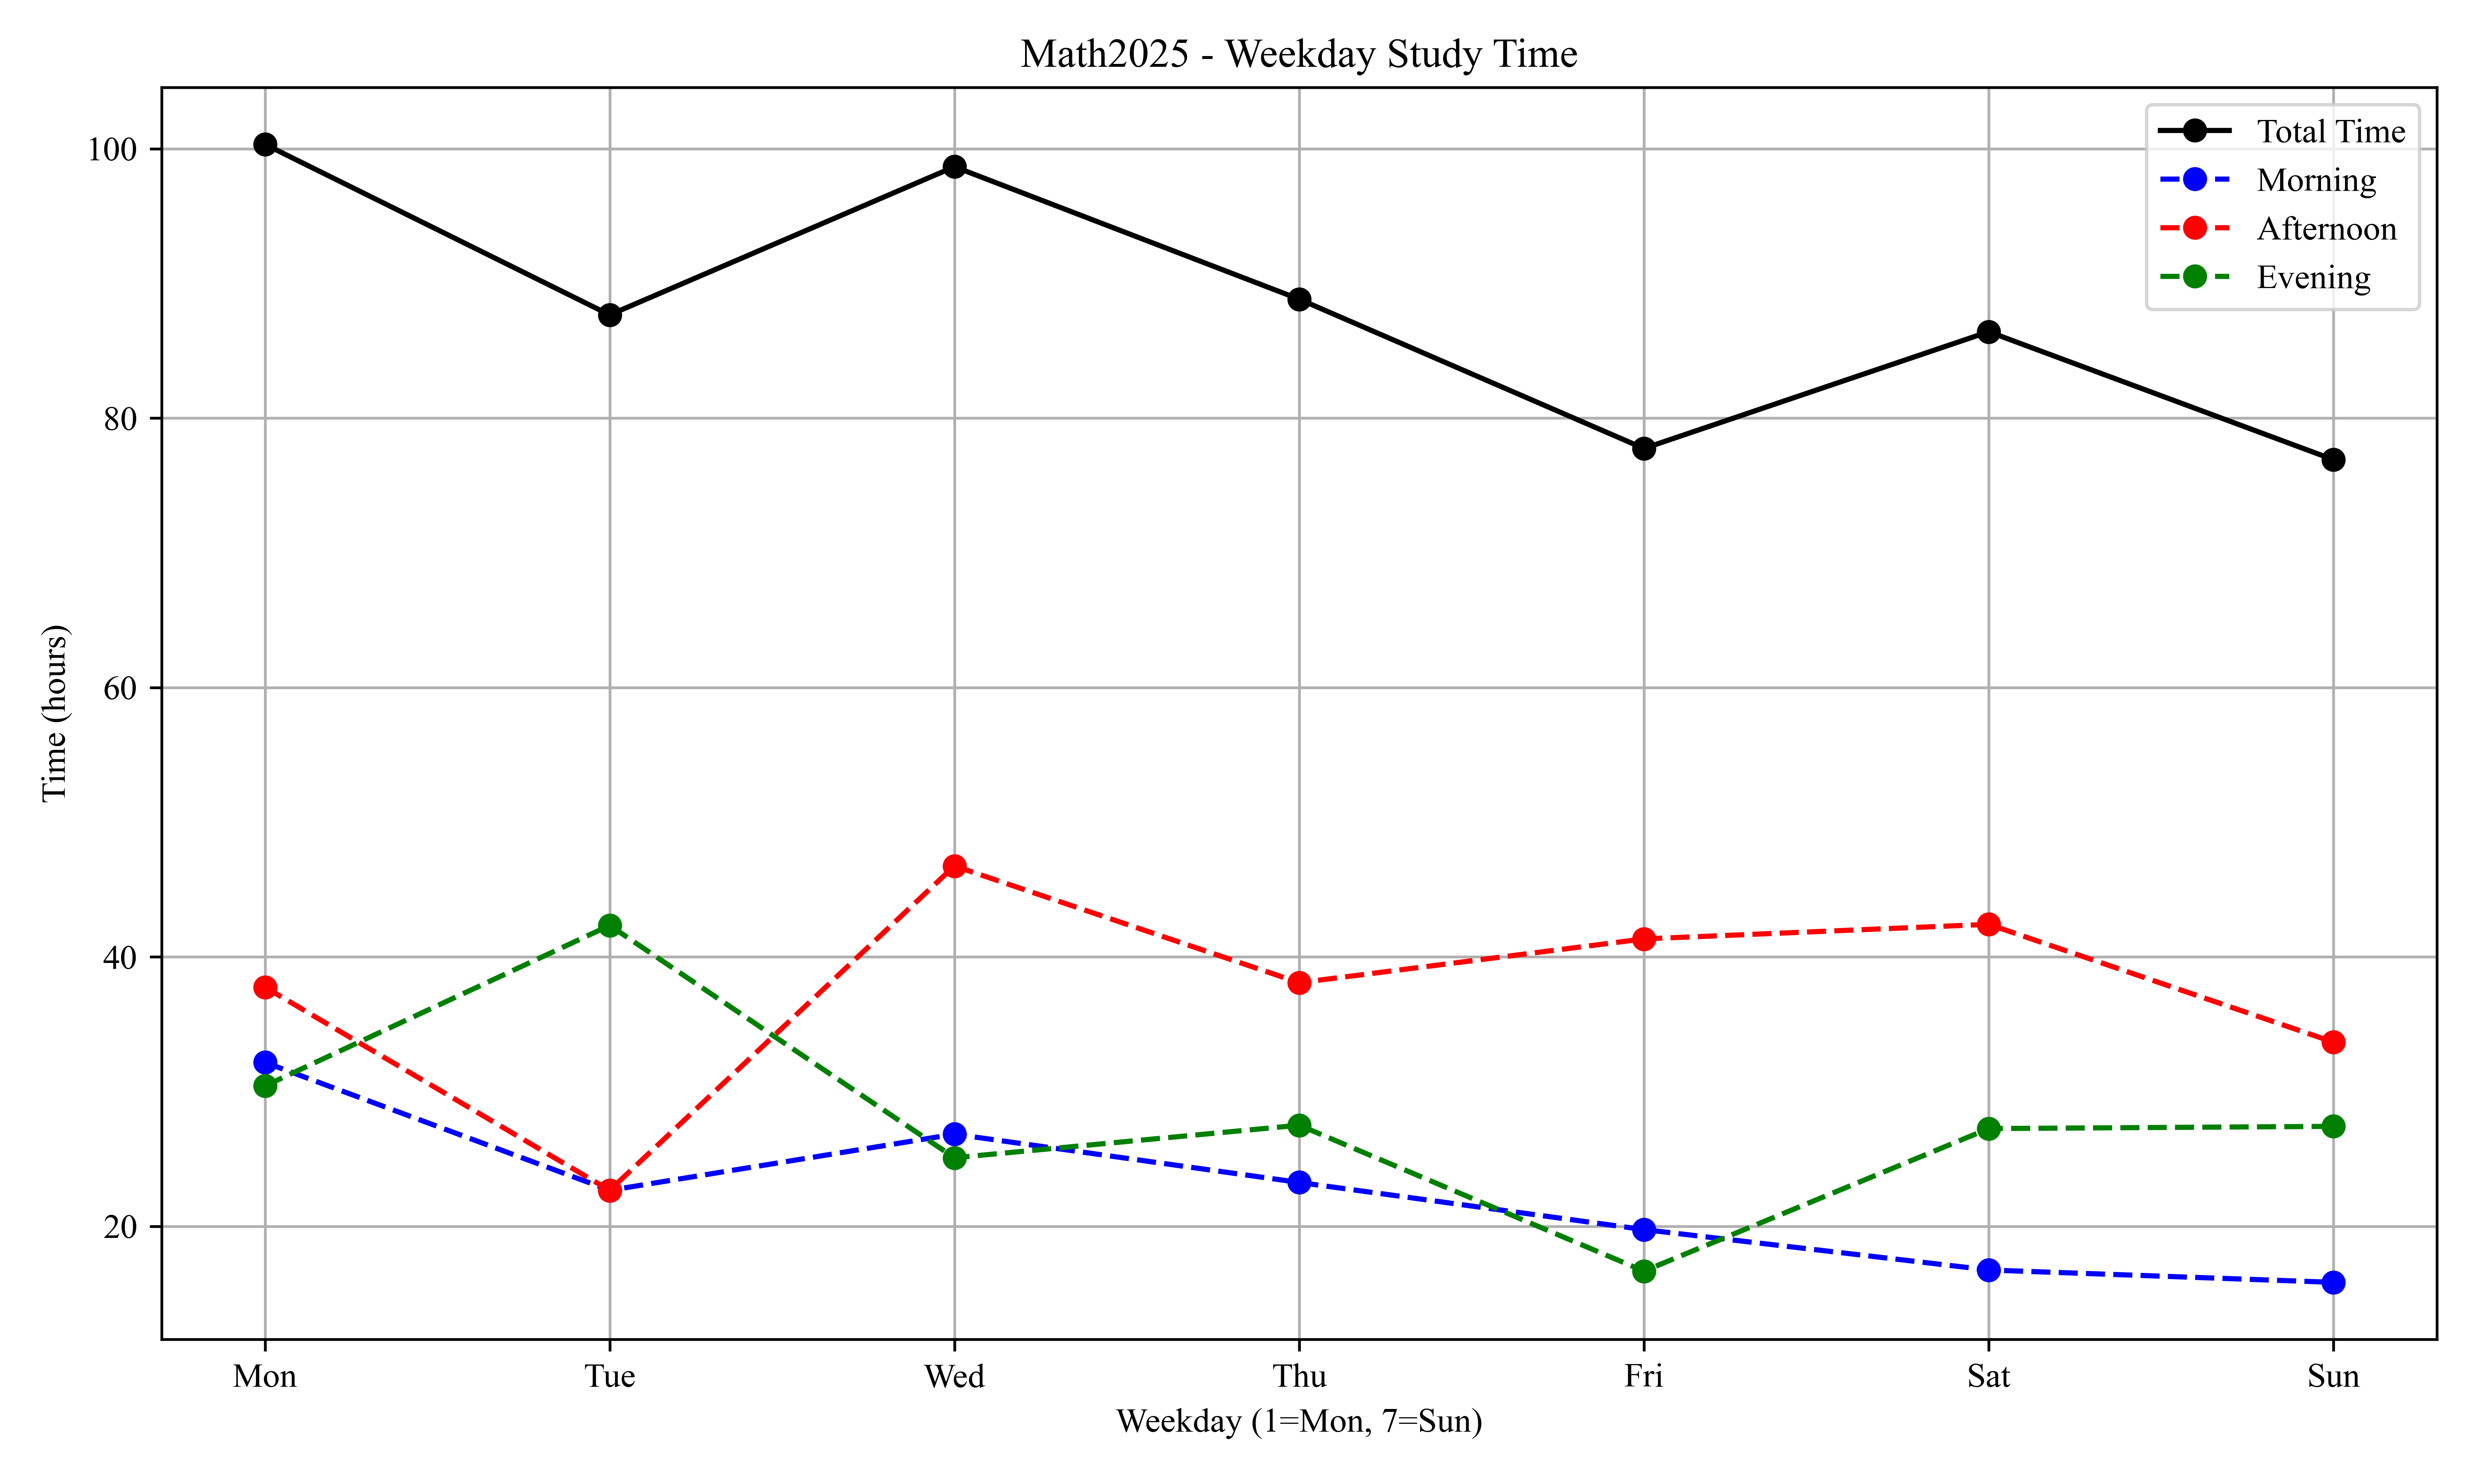 Math2025 - Weekday Study Time
Total Time
Morning
Afternoon
Evening
100
80
60
40
20
Time (hours)
Mon Tue Wed Thu Fri Sat Sun
Weekday (1=Mon, 7=Sun)